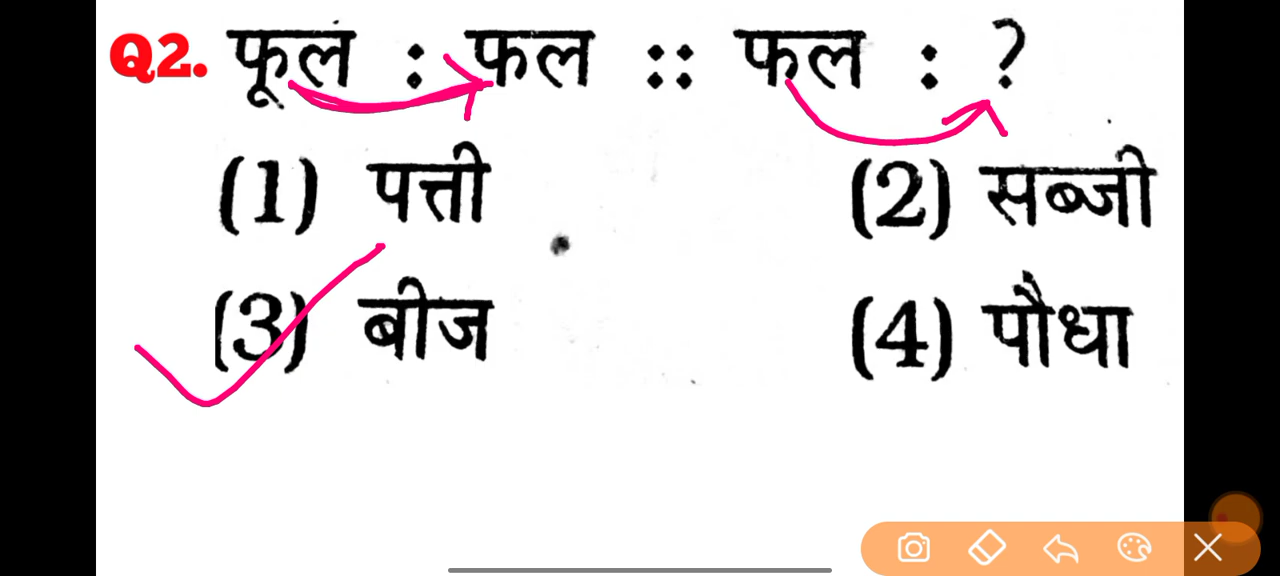 Q2. फूल : फल :: फल : ?
(1) पत्ती (2) सब्जी
(3) बीज (4) पौधा